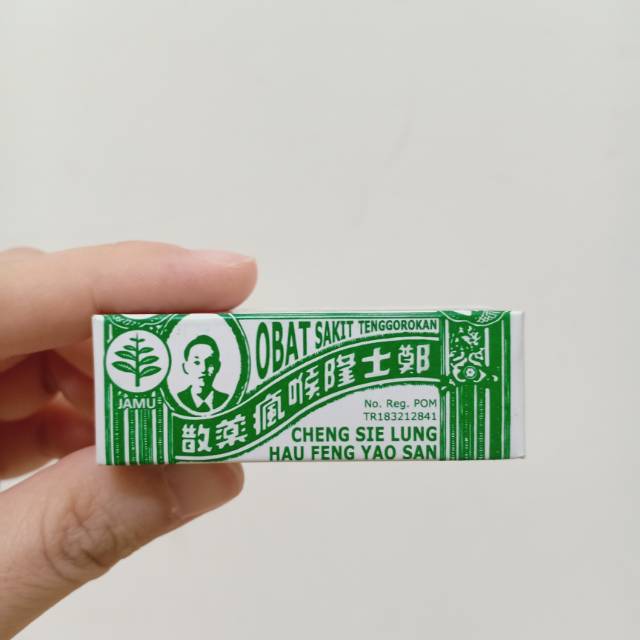 OBAT SAKIT TENGGOROKAN
鄭士隆喉瘋藥散
JAMU
No. Reg. POM
TR183212841
CHENG SIE LUNG
HAU FENG YAO SAN